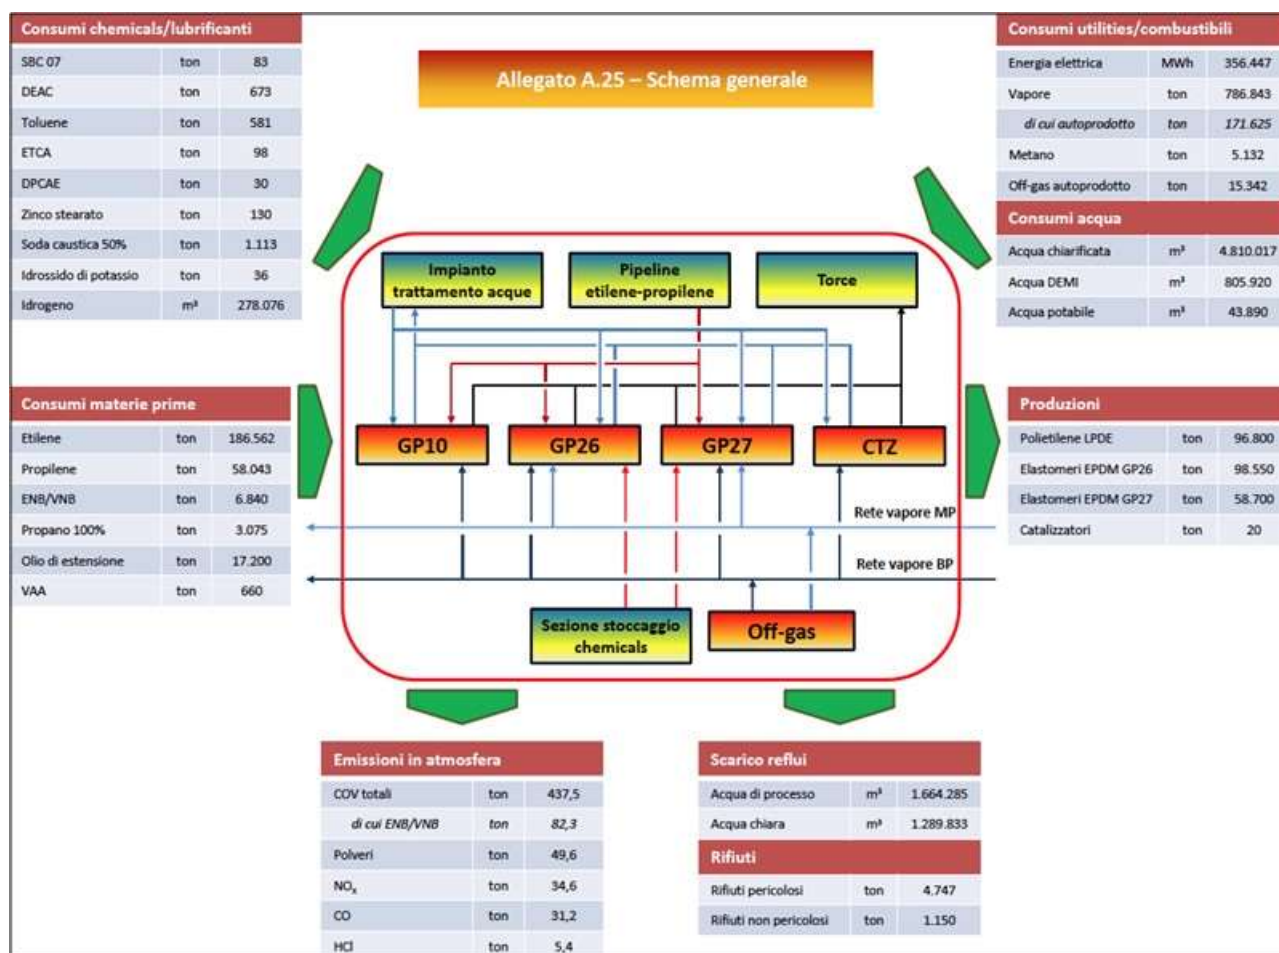 Consumi chemicals/lubrificanti
SBC 07 ton 83
DEAC ton 673
Toluene ton 581
ETCA ton 98
DPCAE ton 30
Zinco stearato ton 130
Soda caustica 50% ton 1.113
Idrossido di potassio ton 36
Idrogeno m³ 278.076
Allegato A.25 – Schema generale
Consumi utilities/combustibili
Energia elettrica MWh 356.447
Vapore ton 786.843
di cui autoprodotto ton 171.625
Metano ton 5.132
Off-gas autoprodotto ton 15.342
Consumi acqua
Acqua chiarificata m³ 4.810.017
Acqua DEMI m³ 805.920
Acqua potabile m³ 43.890
Impianto
trattamento acque
Pipeline
etilene-propilene
Torce
Consumi materie prime
Etilene ton 186.562
Propilene ton 58.043
ENB/VNB ton 6.840
Propano 100% ton 3.075
Olio di estensione ton 17.200
VAA ton 660
GP10
GP26
GP27
CTZ
Rete vapore MP
Rete vapore BP
Sezione stoccaggio
chemicals
Off-gas
Produzioni
Polietilene LPDE ton 96.800
Elastomeri EPDM GP26 ton 98.550
Elastomeri EPDM GP27 ton 58.700
Catalizzatori ton 20
Emissioni in atmosfera
COV totali ton 437,5
di cui ENB/VNB ton 82,3
Polveri ton 49,6
NOₓ ton 34,6
CO ton 31,2
HCl ton 5,4
Scarico reflui
Acqua di processo m³ 1.664.285
Acqua chiara m³ 1.289.833
Rifiuti
Rifiuti pericolosi ton 4.747
Rifiuti non pericolosi ton 1.150